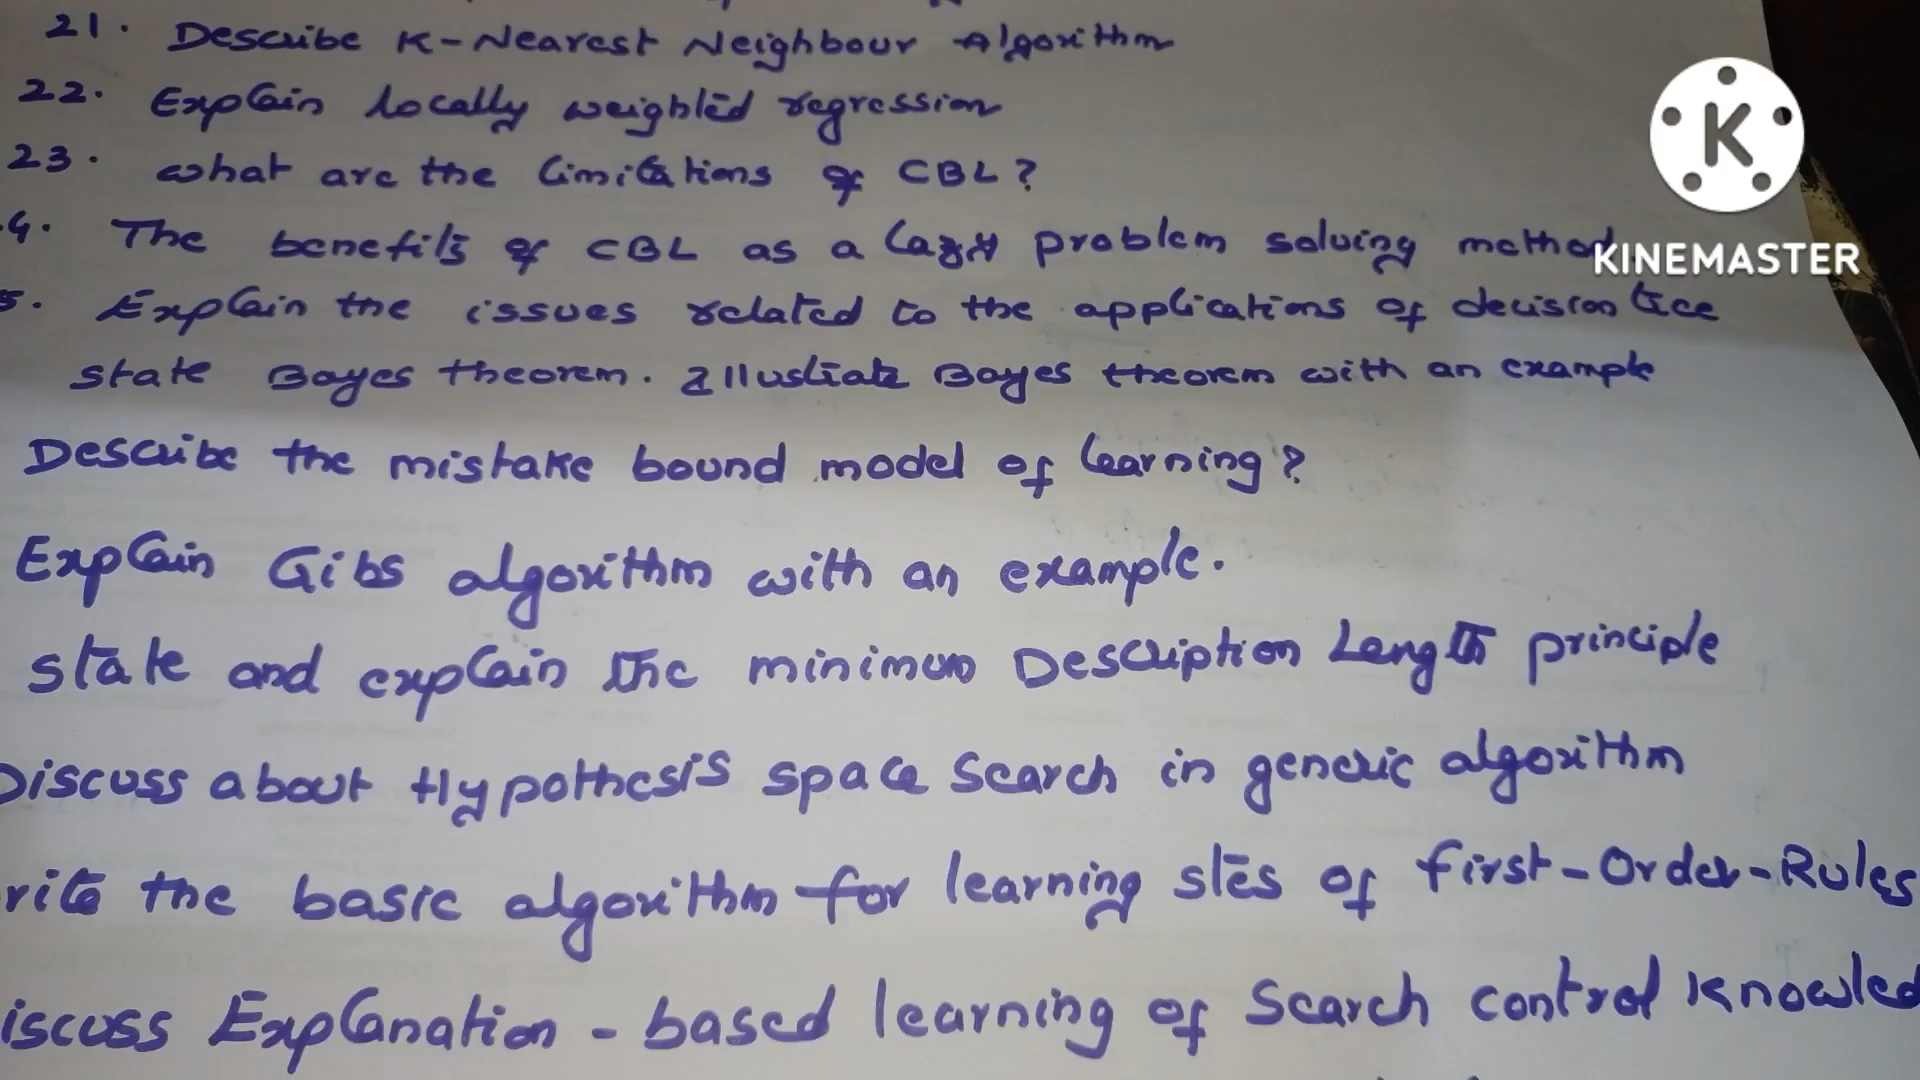 21. Describe K-Nearest Neighbour Algorithm
22. Explain locally weighted regression
23. what are the limitations of CBL?
4. The benefits of CBL as a Lazy problem solving method
KINEMASTER
5. Explain the issues related to the applications of decision tree
state Bayes theorem. Illustrate Bayes theorem with an example
Describe the mistake bound model of learning?
Explain Gibs algorithm with an example.
state and explain the minimum Description Length principle
Discuss about Hypothesis space Search in generic algorithm
rite the basic algorithm for learning of First-Order-Rules
iscuss Explanation-based learning of Search control Knowled